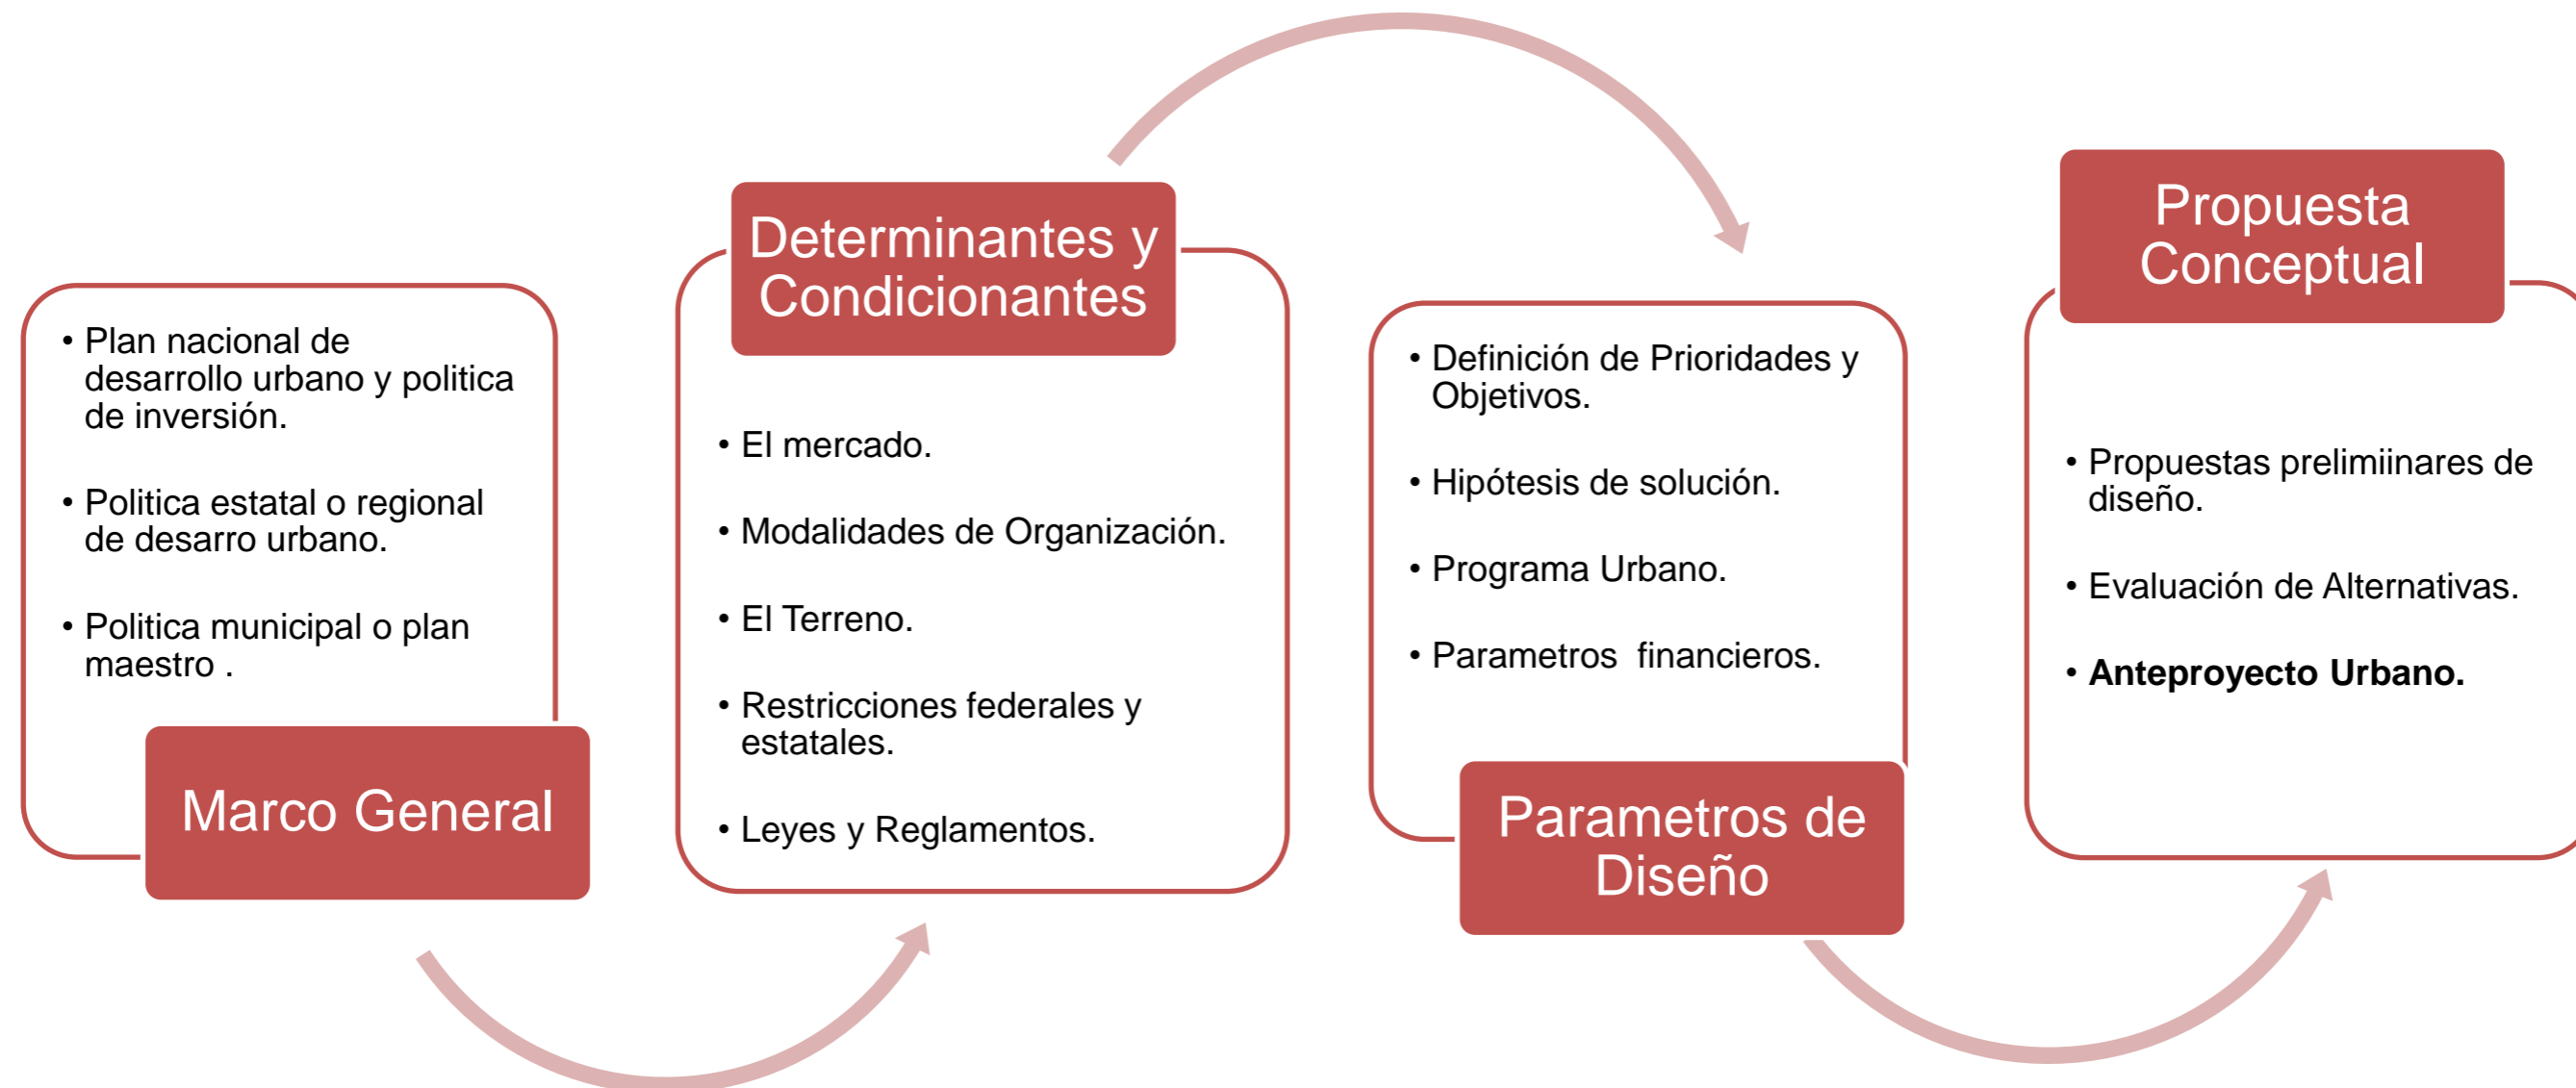 • Plan nacional de
desarrollo urbano y politica
de inversión.
• Politica estatal o regional
de desarro urbano.
• Politica municipal o plan
maestro .
Marco General
Determinantes y
Condicionantes
• El mercado.
• Modalidades de Organización.
• El Terreno.
• Restricciones federales y
estatales.
• Leyes y Reglamentos.
• Definición de Prioridades y
Objetivos.
• Hipótesis de solución.
• Programa Urbano.
• Parametros  financieros.
Parametros de
Diseño
Propuesta
Conceptual
• Propuestas prelimiinares de
diseño.
• Evaluación de Alternativas.
• Anteproyecto Urbano.